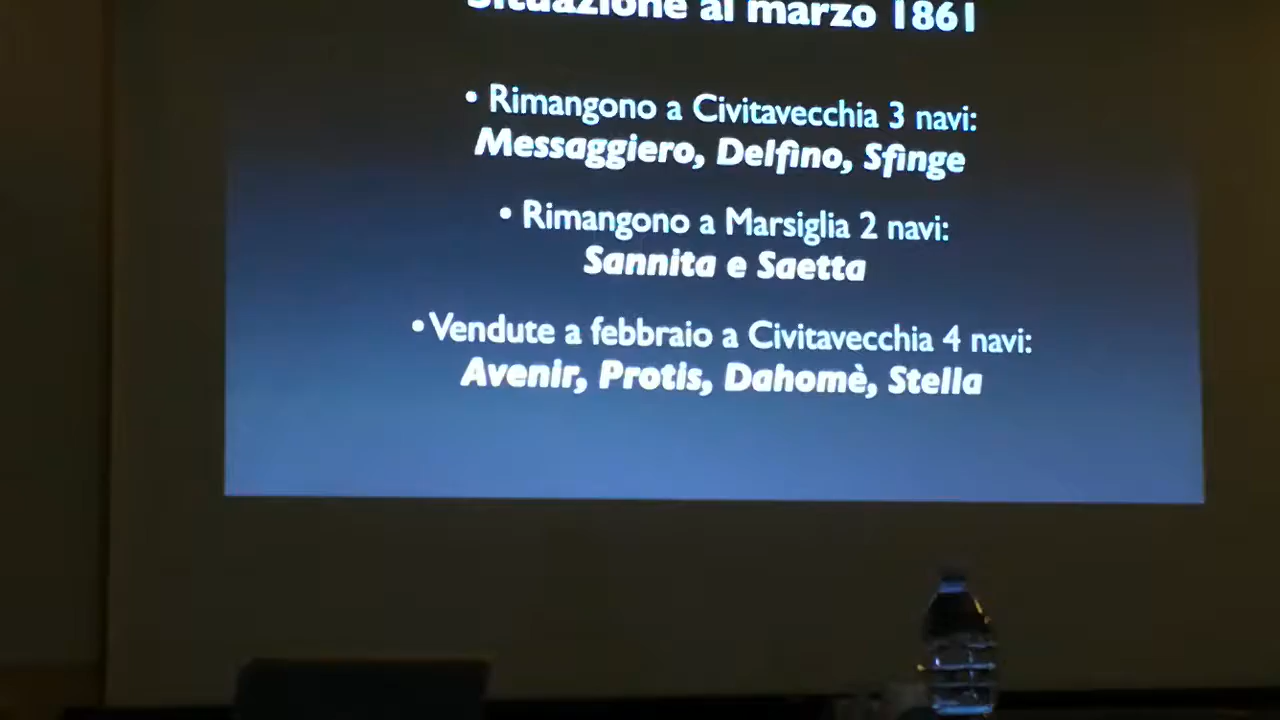 Situazione al marzo 1861
• Rimangono a Civitavecchia 3 navi:
Messaggiero, Delfino, Sfinge
• Rimangono a Marsiglia 2 navi:
Sannita e Saetta
• Vendute a febbraio a Civitavecchia 4 navi:
Avenir, Protis, Dahomè, Stella